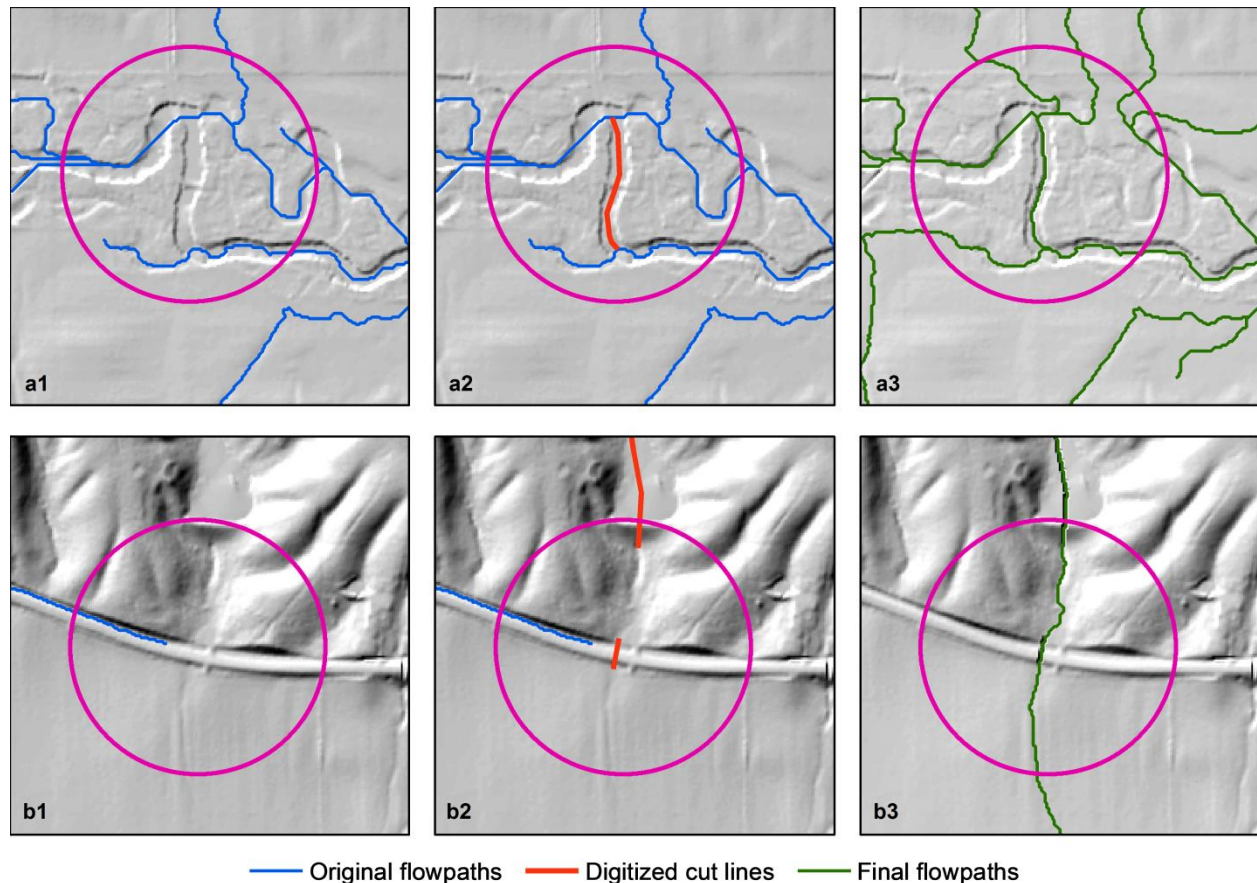 a1
a2
a3
b1
b2
b3
Original flowpaths Digitized cut lines Final flowpaths